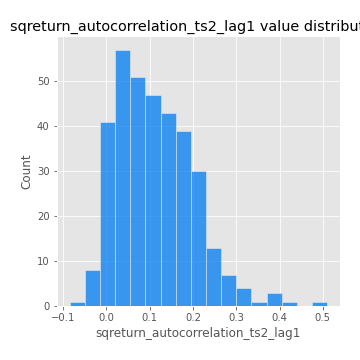 sqreturn_autocorrelation_ts2_lag1 value distribut
50
40
30
20
10
0
Count
−0.1 0.0 0.1 0.2 0.3 0.4 0.5
sqreturn_autocorrelation_ts2_lag1